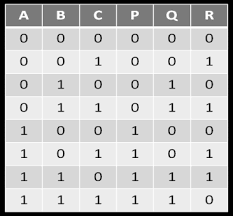 A B C P Q R
0 0 0 0 0 0
0 0 1 0 0 1
0 1 0 0 1 0
0 1 1 0 1 1
1 0 0 1 0 0
1 0 1 1 0 1
1 1 0 1 1 1
1 1 1 1 1 0